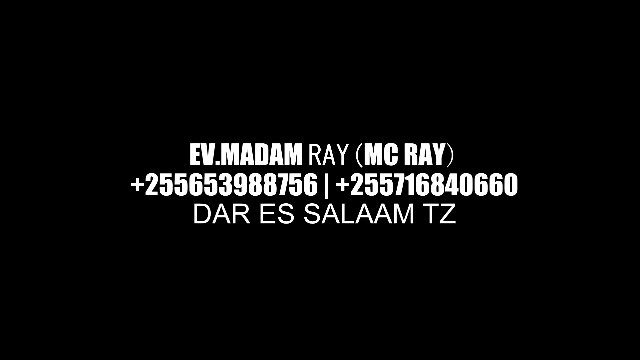 EV.MADAM RAY (MC RAY)
+255653988756 | +255716840660
DAR ES SALAAM TZ